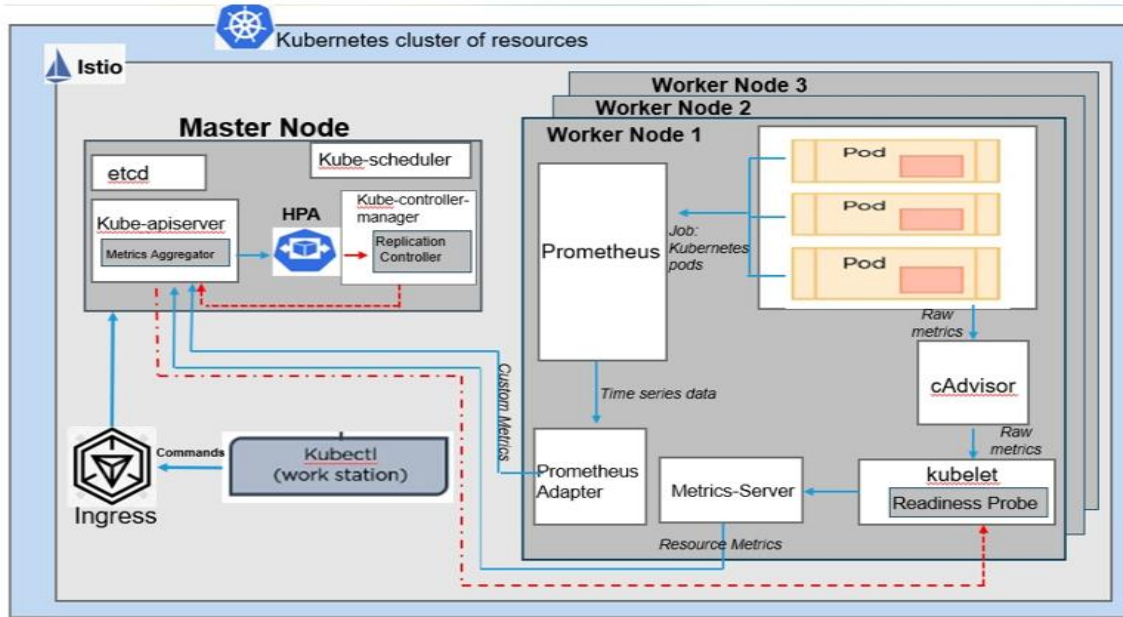 Kubernetes cluster of resources
Istio
Master Node
etcd
Kube-scheduler
Kube-apiserver
Metrics Aggregator
HPA
Kube-controller-
manager
Replication
Controller
Worker Node 3
Worker Node 2
Worker Node 1
Prometheus
Job:
Kubernetes
pods
Pod
Pod
Pod
Raw
metrics
cAdvisor
Raw
metrics
kubelet
Readiness Probe
Time series data
Custom Metrics
Prometheus
Adapter
Metrics-Server
Resource Metrics
Ingress
Commands
Kubectl
(work station)